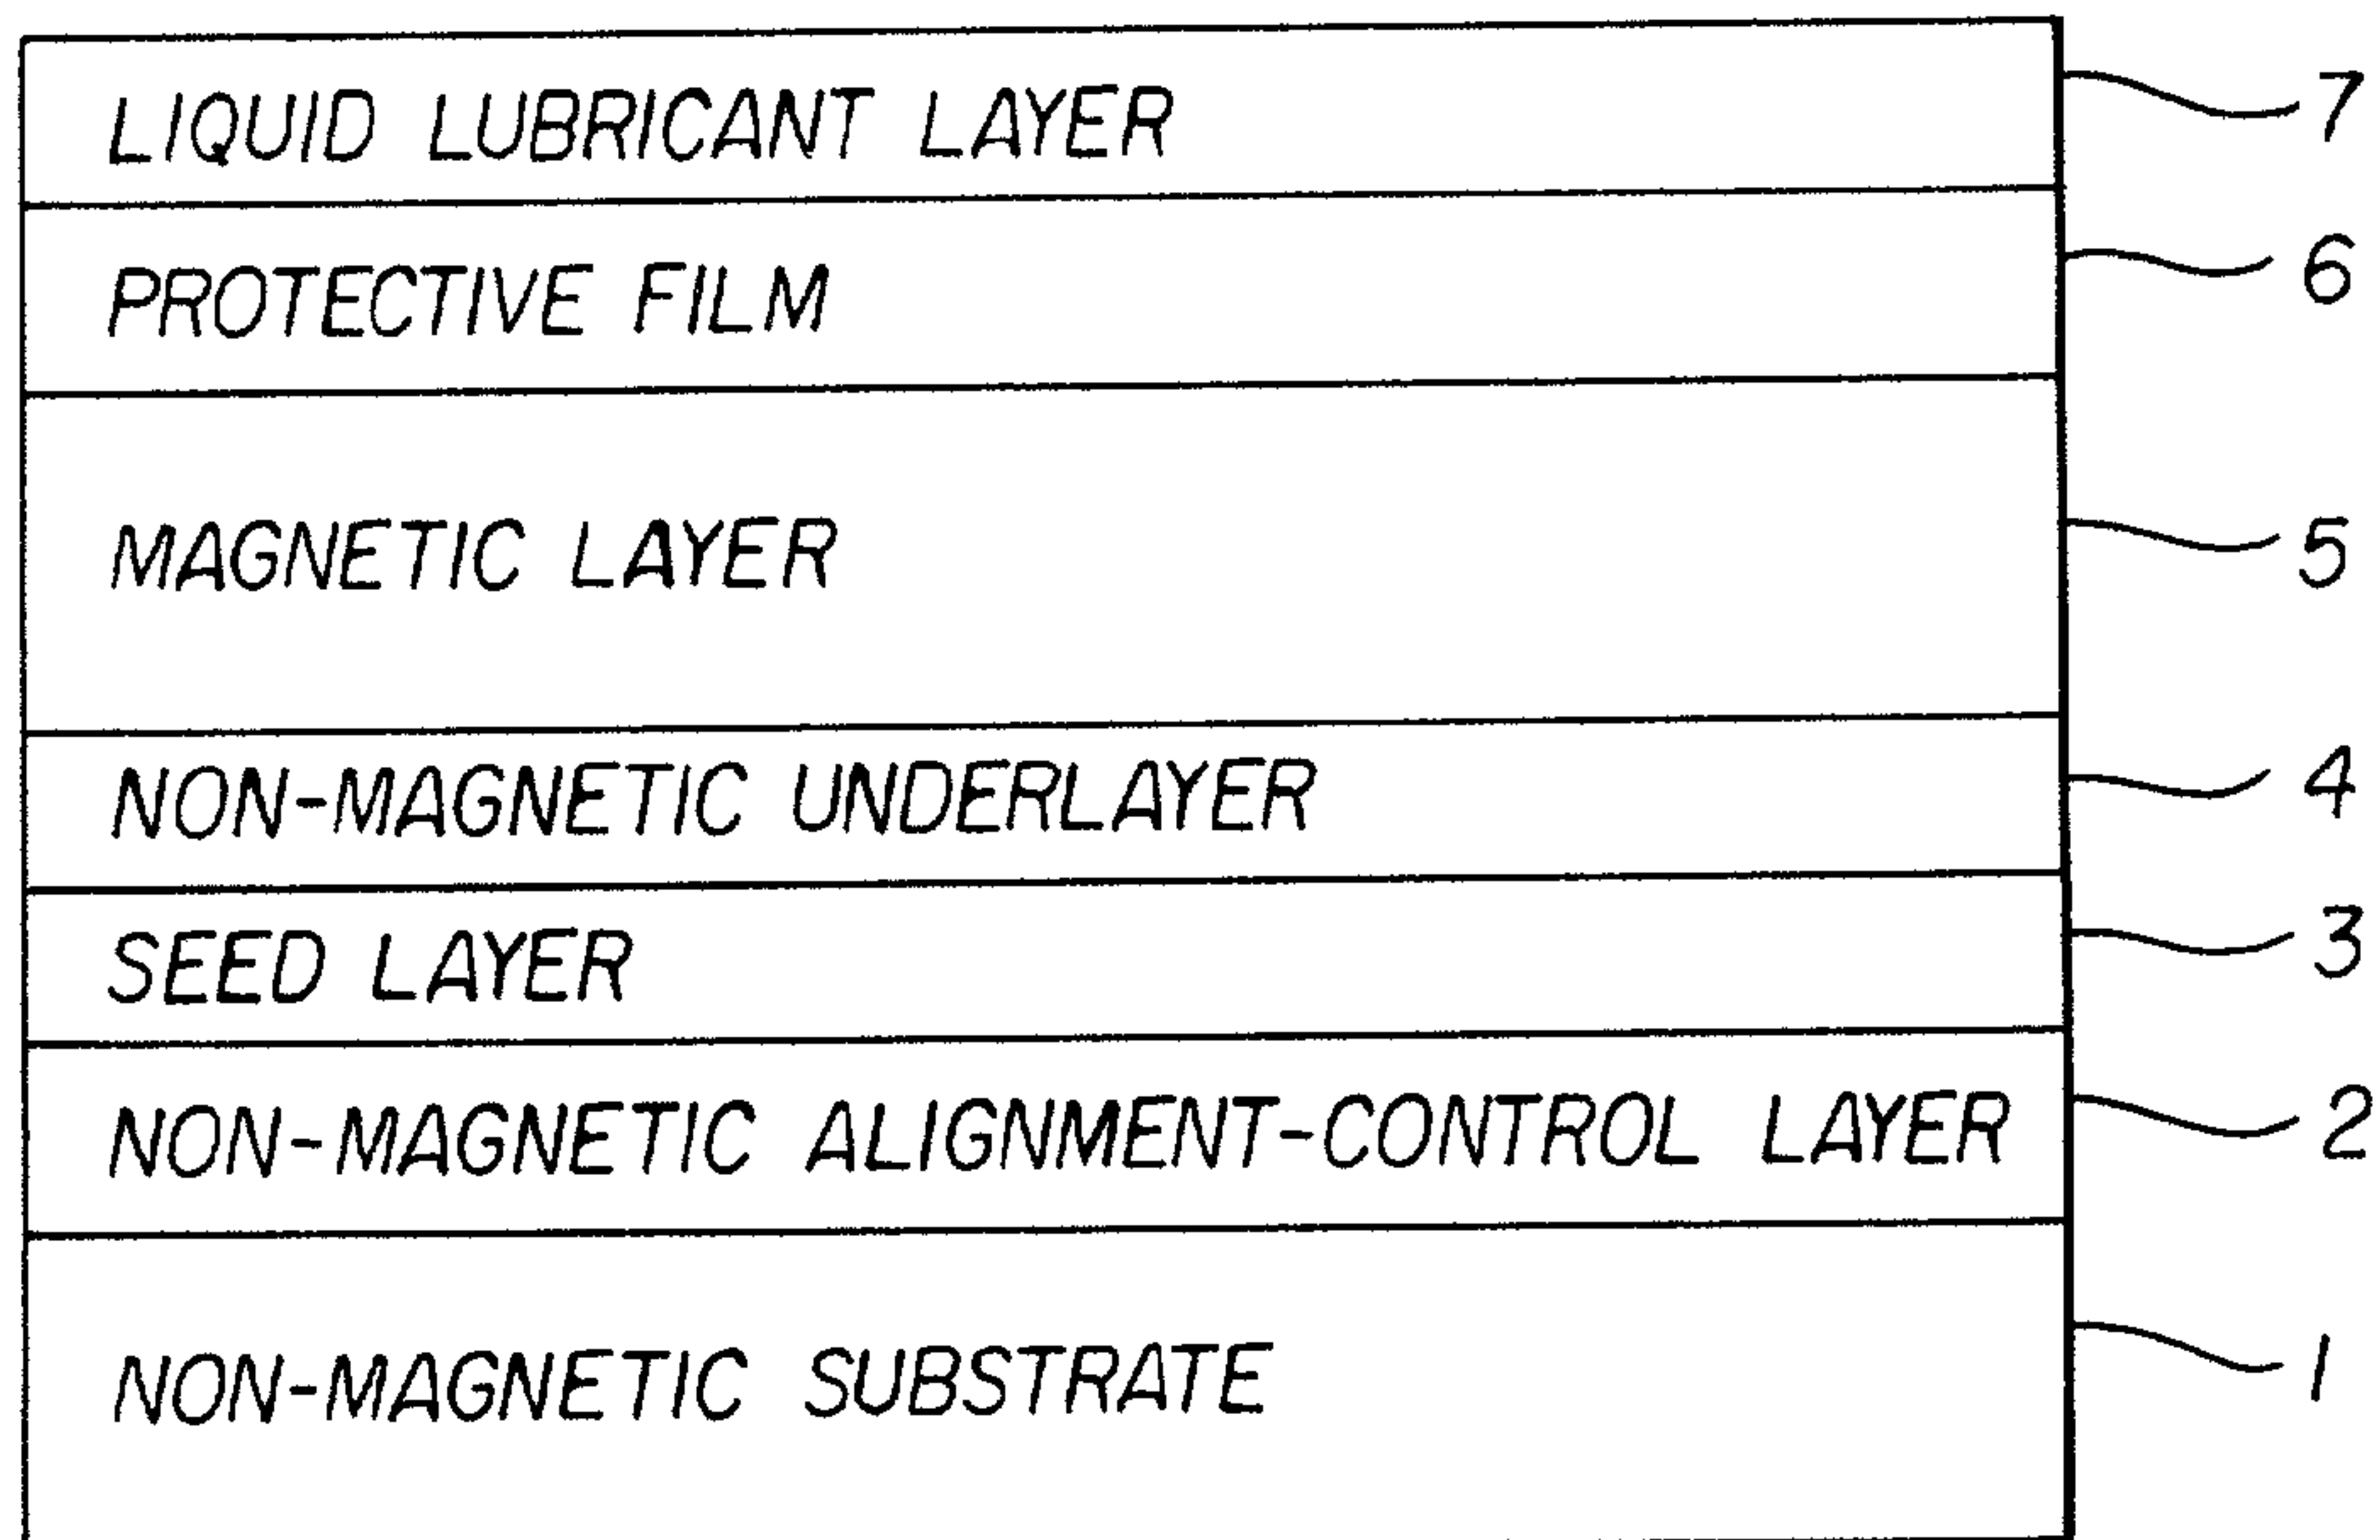 LIQUID LUBRICANT LAYER 7
PROTECTIVE FILM 6
MAGNETIC LAYER 5
NON-MAGNETIC UNDERLAYER 4
SEED LAYER 3
NON-MAGNETIC ALIGNMENT-CONTROL LAYER 2
NON-MAGNETIC SUBSTRATE 1